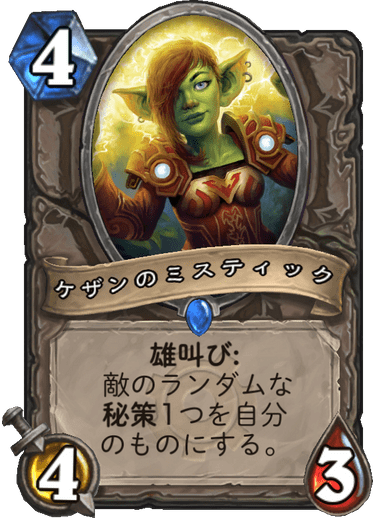 4
ケザンのミスティック
雄叫び:
敵のランダムな
秘策1つを自分
のものにする。
4
3